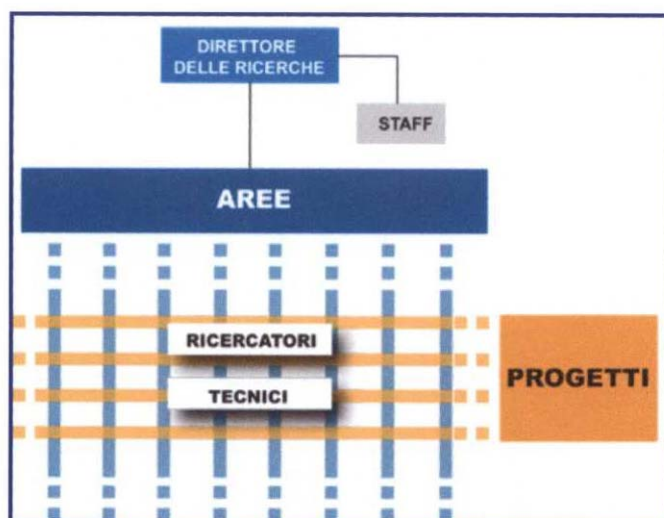 DIRETTORE
DELLE RICERCHE
STAFF
AREE
RICERCATORI
TECNICI
PROGETTI